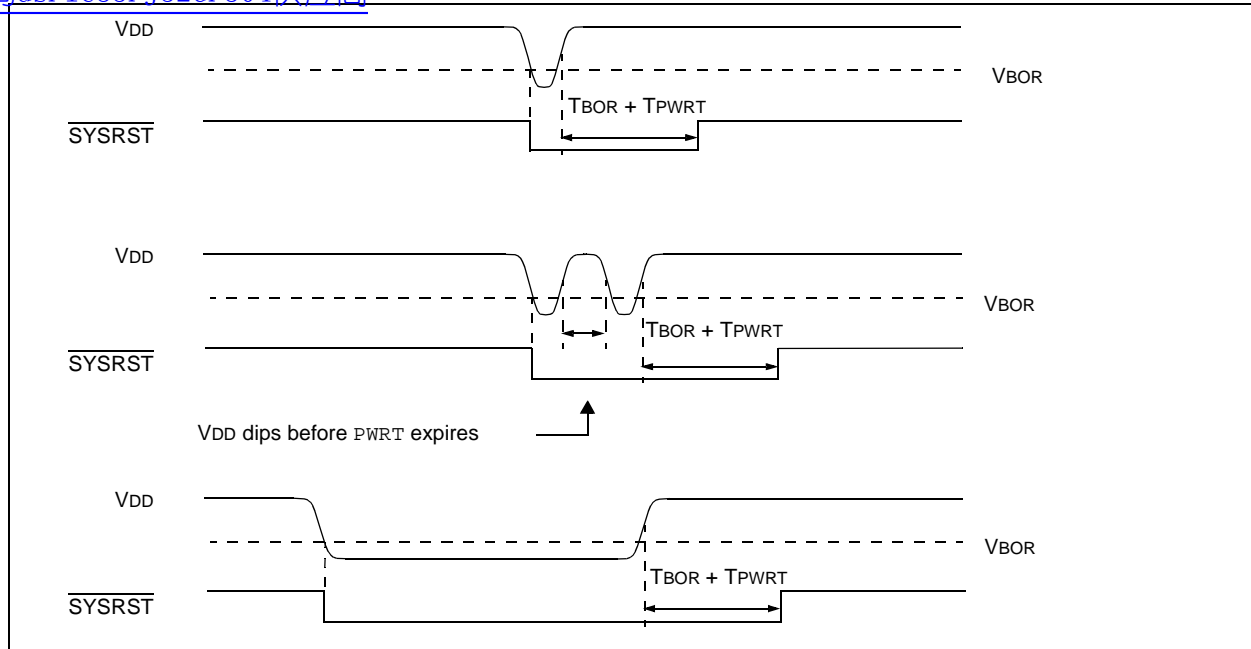 VDD
VBOR
TBOR + TPWRT
SYSRST
VDD
VBOR
TBOR + TPWRT
SYSRST
VDD dips before PWRT expires
VDD
VBOR
TBOR + TPWRT
SYSRST